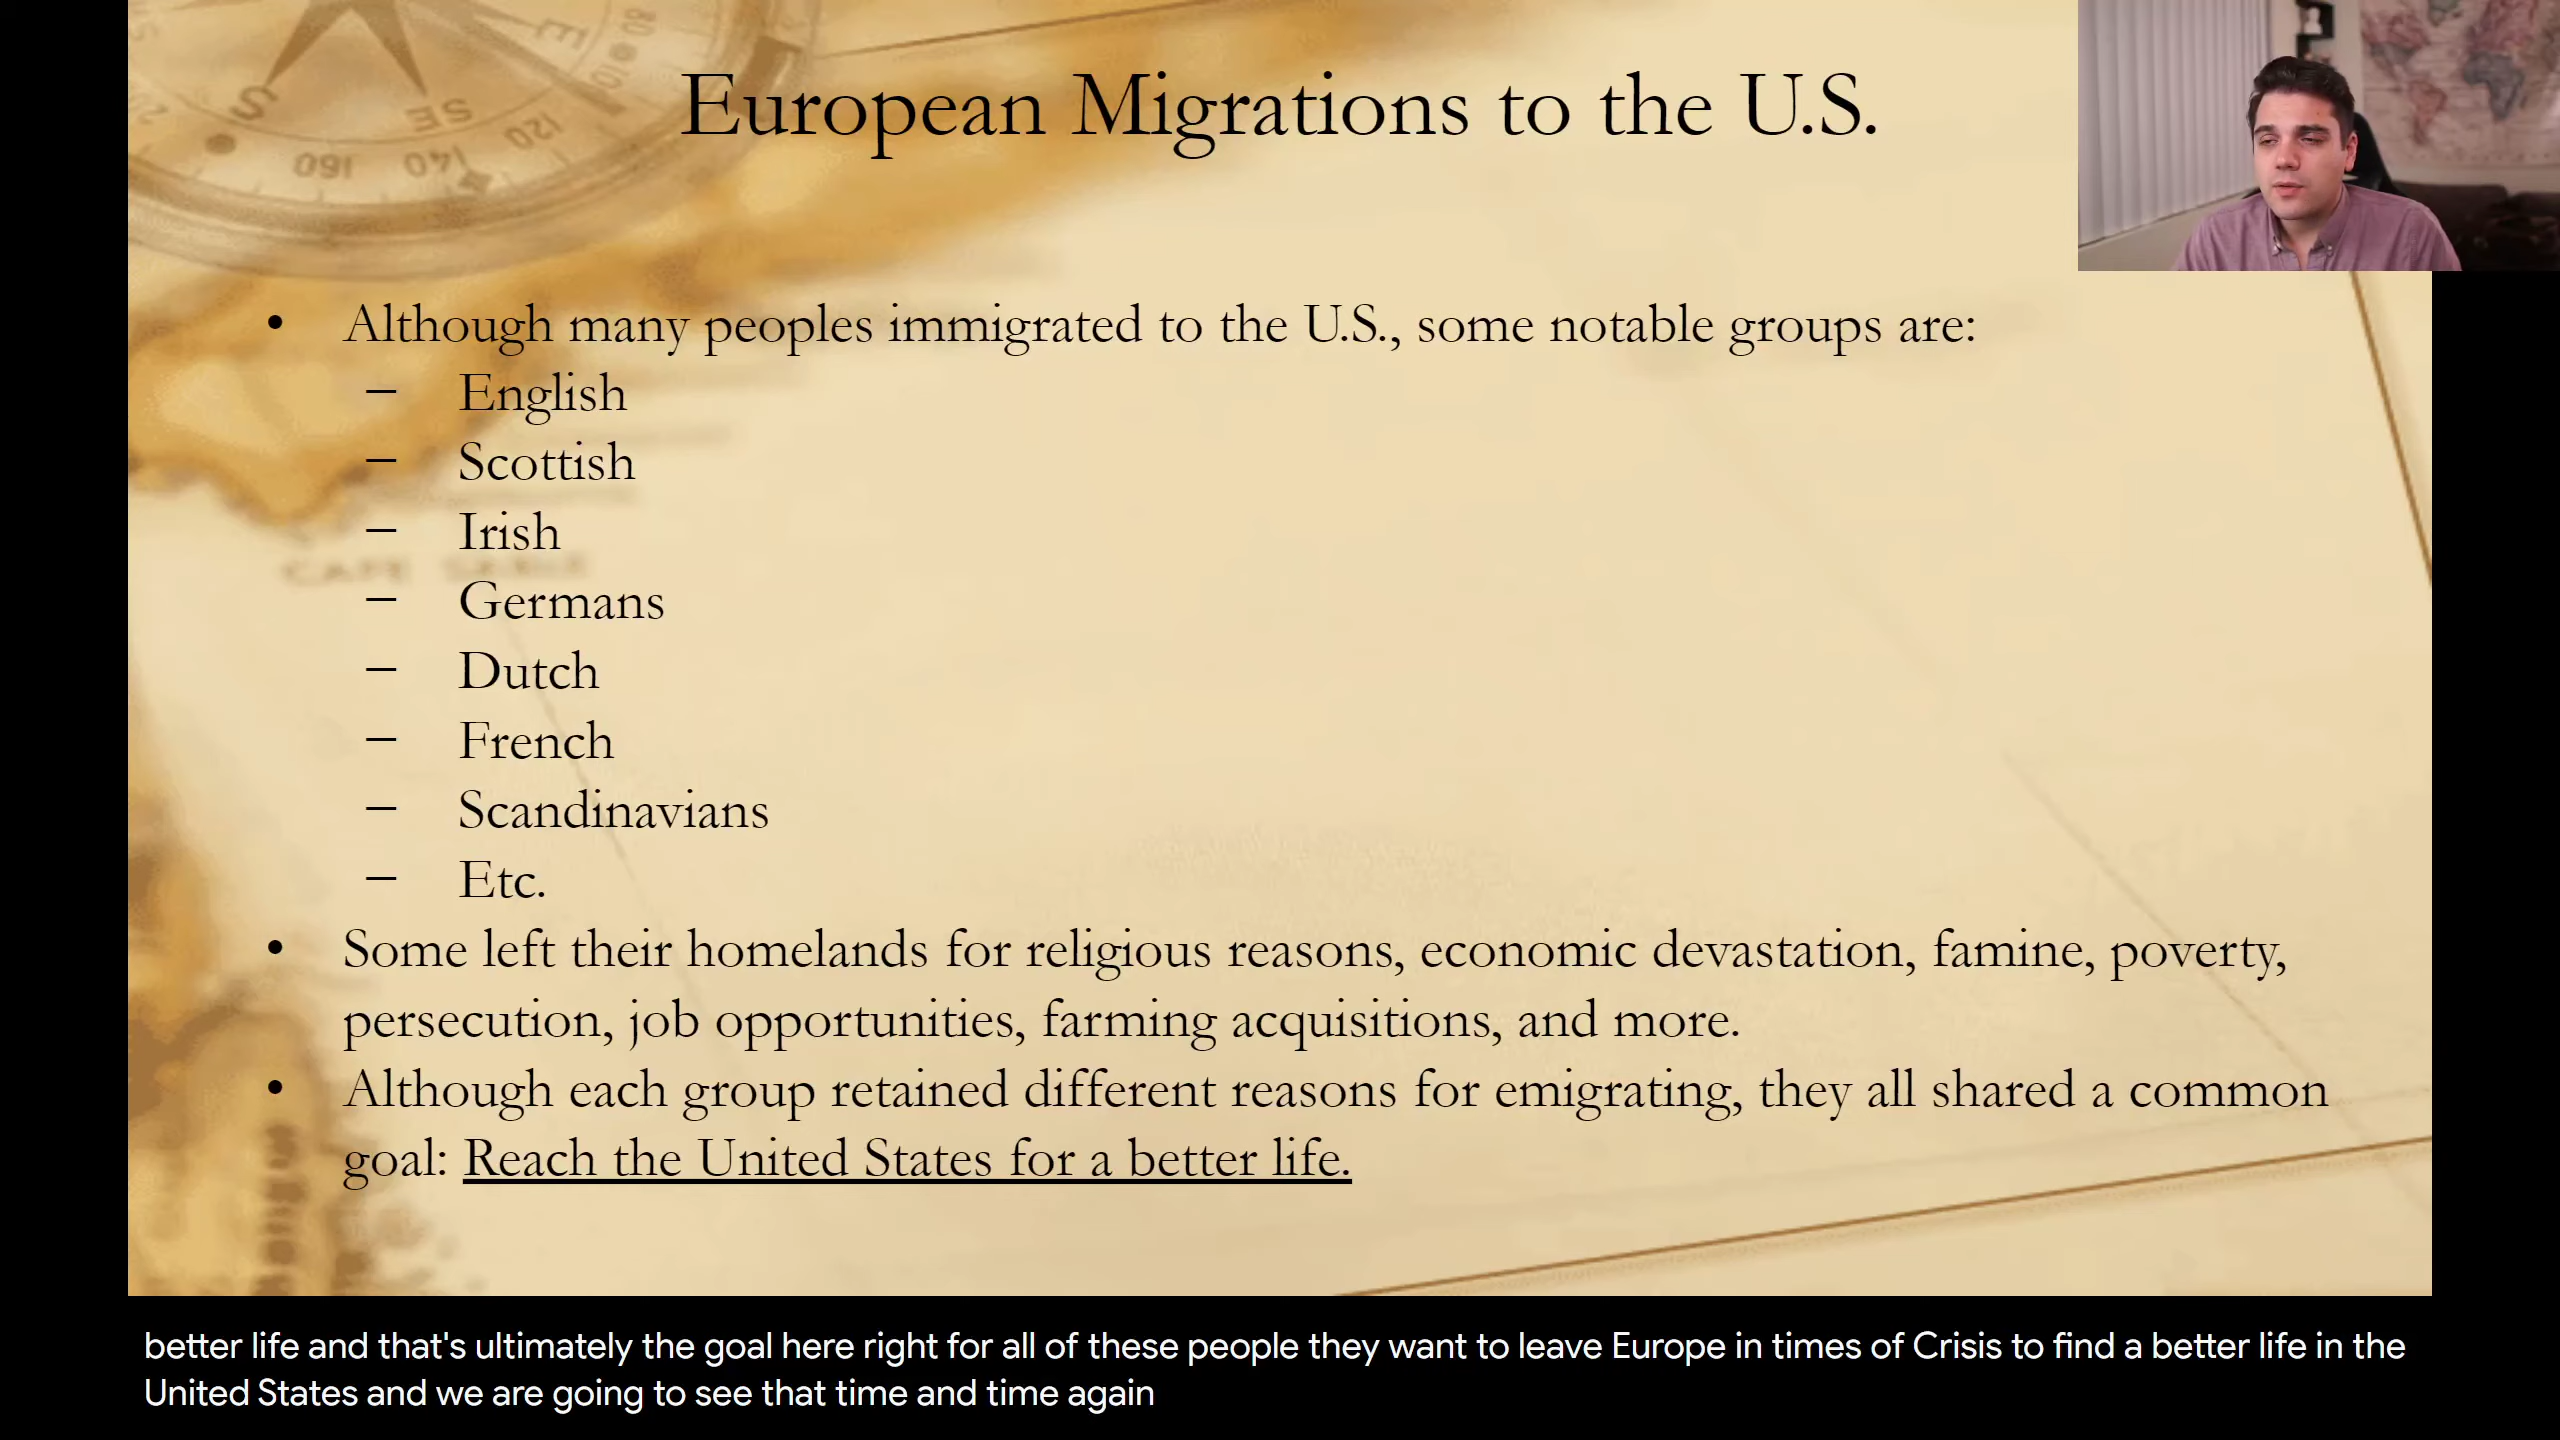 European Migrations to the U.S.
• Although many peoples immigrated to the U.S., some notable groups are:
– English
– Scottish
– Irish
– Germans
– Dutch
– French
– Scandinavians
– Etc.
• Some left their homelands for religious reasons, economic devastation, famine, poverty,
persecution, job opportunities, farming acquisitions, and more.
• Although each group retained different reasons for emigrating, they all shared a common
goal: Reach the United States for a better life.
better life and that's ultimately the goal here right for all of these people they want to leave Europe in times of Crisis to find a better life in the
United States and we are going to see that time and time again
S
SE
E
160
140
120